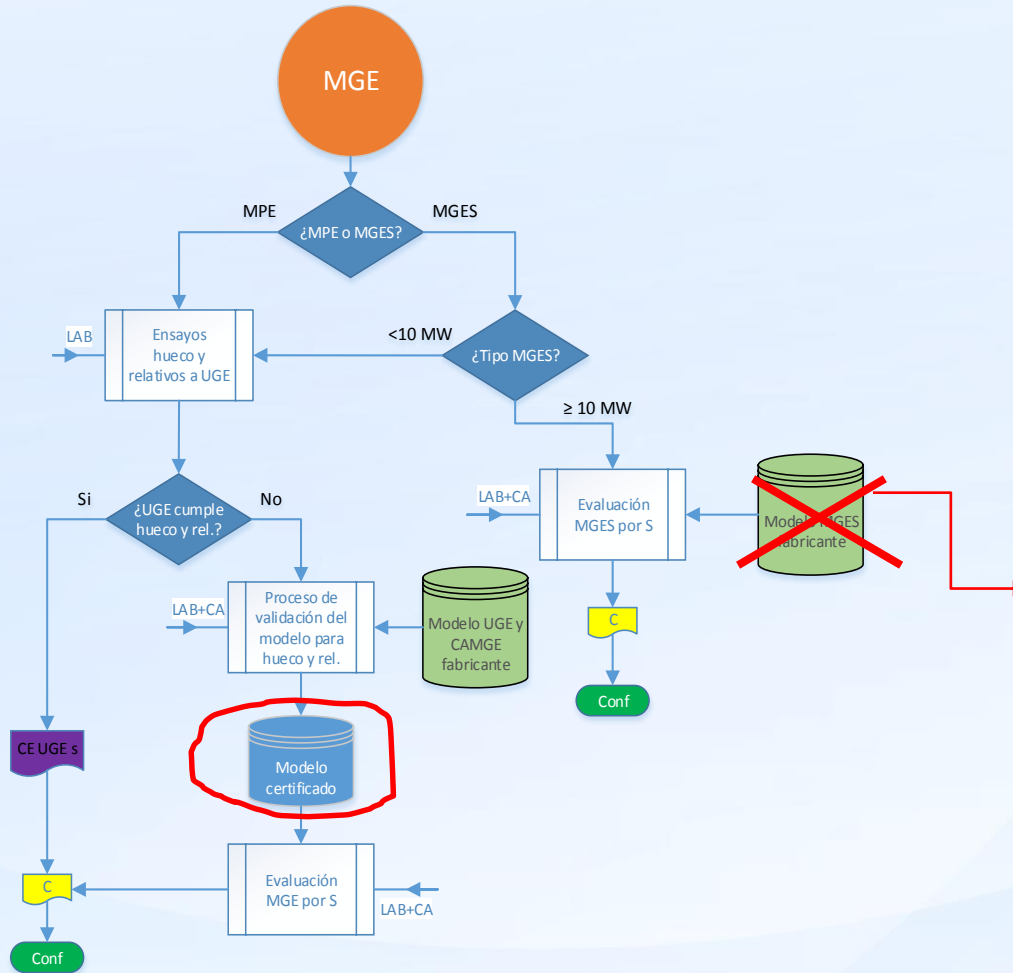 MGE
MPE
MGES
¿MPE o MGES?
LAB
Ensayos
hueco y
relativos a UGE
<10 MW
¿Tipo MGES?
≥ 10 MW
Si
¿UGE cumple
hueco y rel.?
No
LAB+CA
Evaluación
MGES por S
Modelo MGES
fabricante
LAB+CA
Proceso de
validación del
modelo para
hueco y rel.
Modelo UGE y
CAMGE
fabricante
C
Conf
CE UGE s
Modelo
certificado
C
Evaluación
MGE por S
LAB+CA
Conf